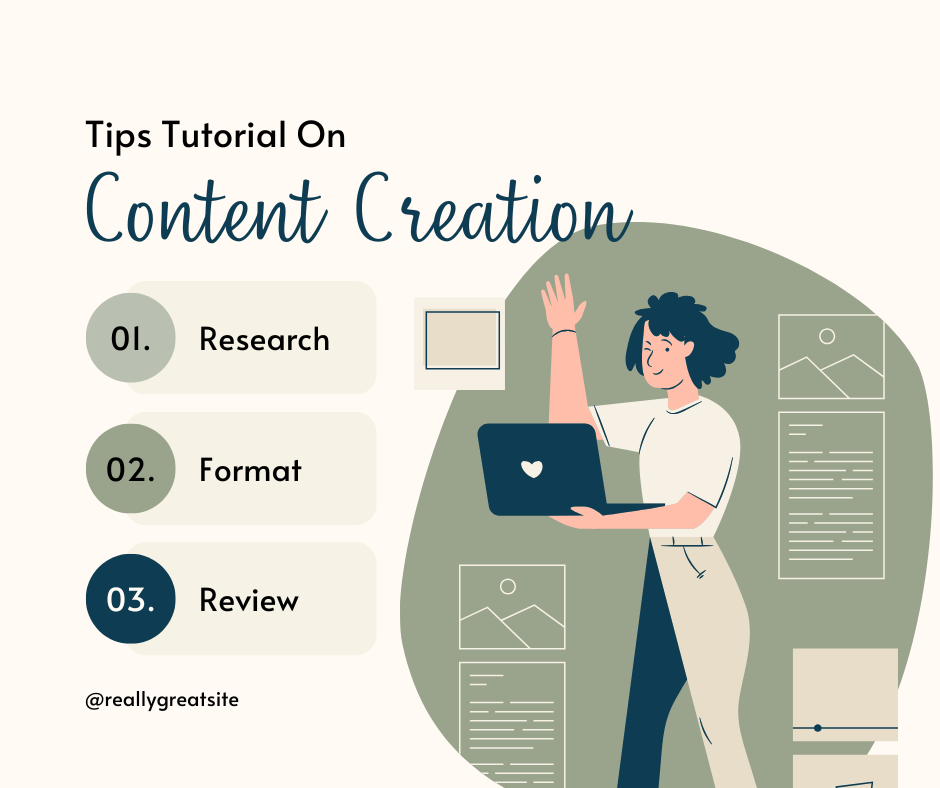 Tips Tutorial On
Content Creation
01. Research
02. Format
03. Review
@reallygreatsite